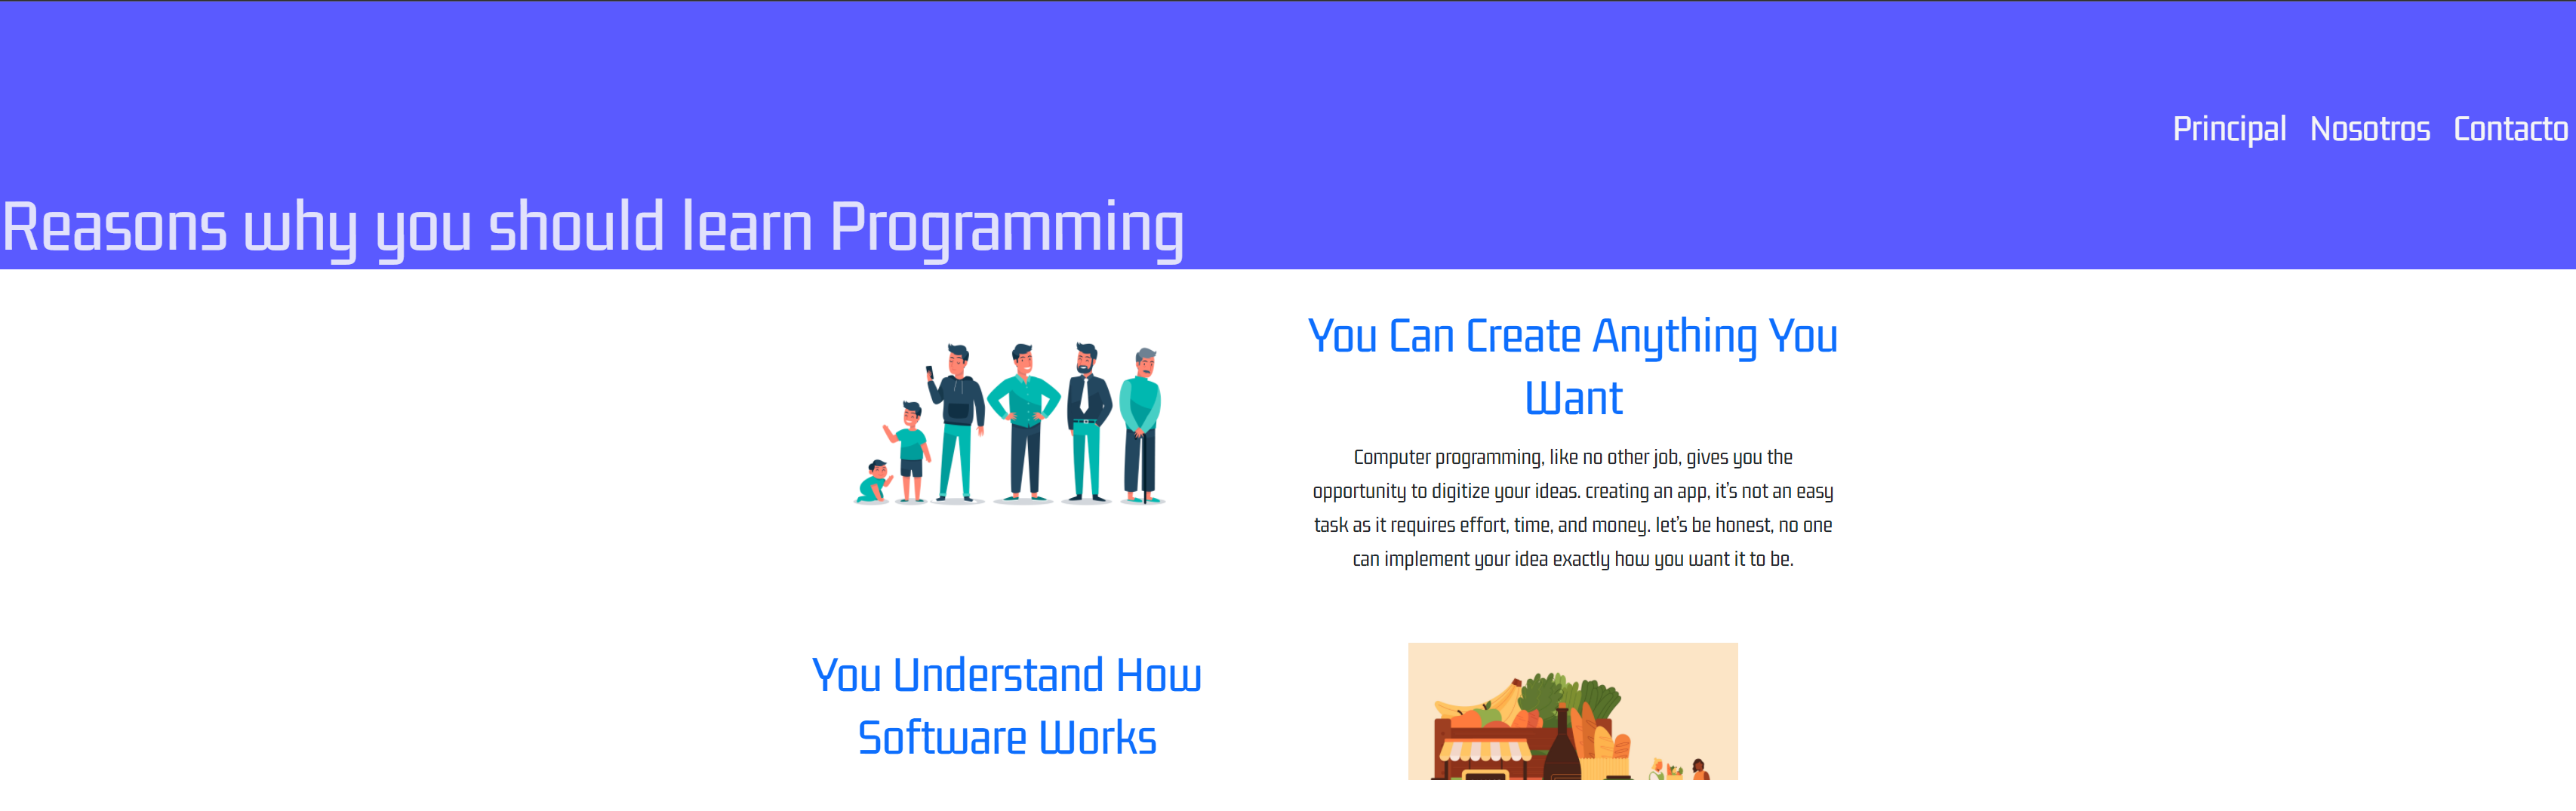 Principal Nosotros Contacto
Reasons why you should learn Programming
You Can Create Anything You
Want
Computer programming, like no other job, gives you the
opportunity to digitize your ideas. creating an app, it's not an easy
task as it requires effort, time, and money. let's be honest, no one
can implement your idea exactly how you want it to be.
You Understand How
Software Works